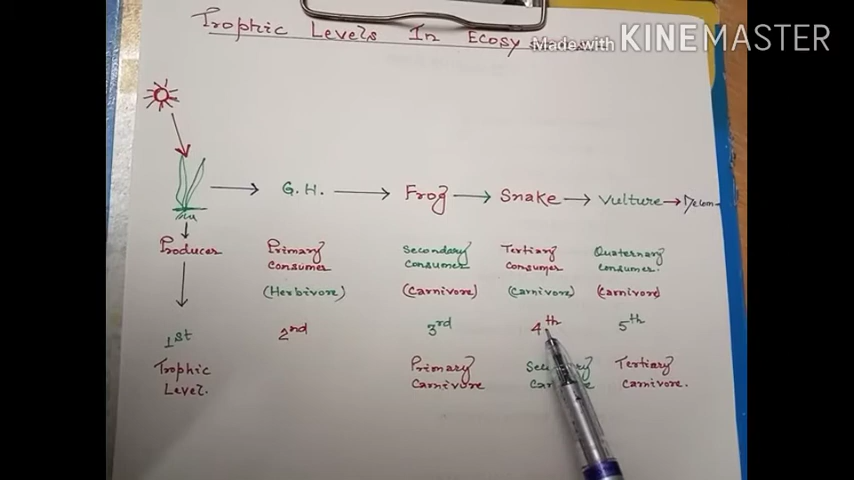 Trophic Levels In Ecosy
Made with KINEMASTER
G.H. Frog Snake Vulture Decom
Producer Primary Consumer Secondary Consumer Tertiary Consumer Quaternary Consumer.
(Herbivore) (Carnivore) (Carnivore) (Carnivore)
1st 2nd 3rd 4th 5th
Trophic Level. Primary Carnivore Tertiary Carnivore.